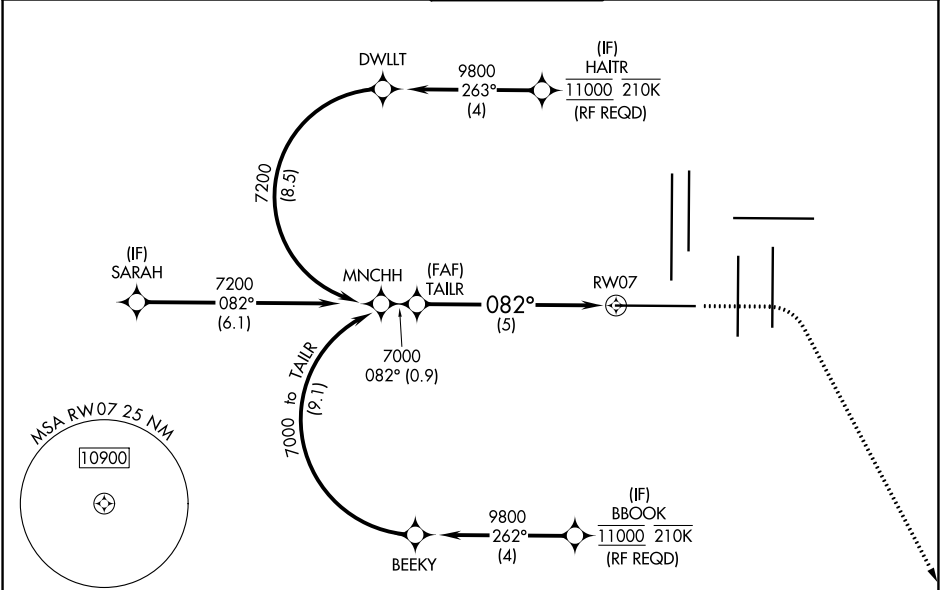 DWLLT
9800
263°
(4)
(IF)
HAITR
11000 210K
(RF REQD)
7200
(8.5)
(IF)
SARAH
7200
082°
(6.1)
MNCHH
(FAF)
TAILR
082°
(5)
RW07
7000
082° (0.9)
7000 to TAILR
(9.1)
MSA RW07 25 NM
10900
BEEKY
9800
262°
(4)
(IF)
BBOOK
11000 210K
(RF REQD)